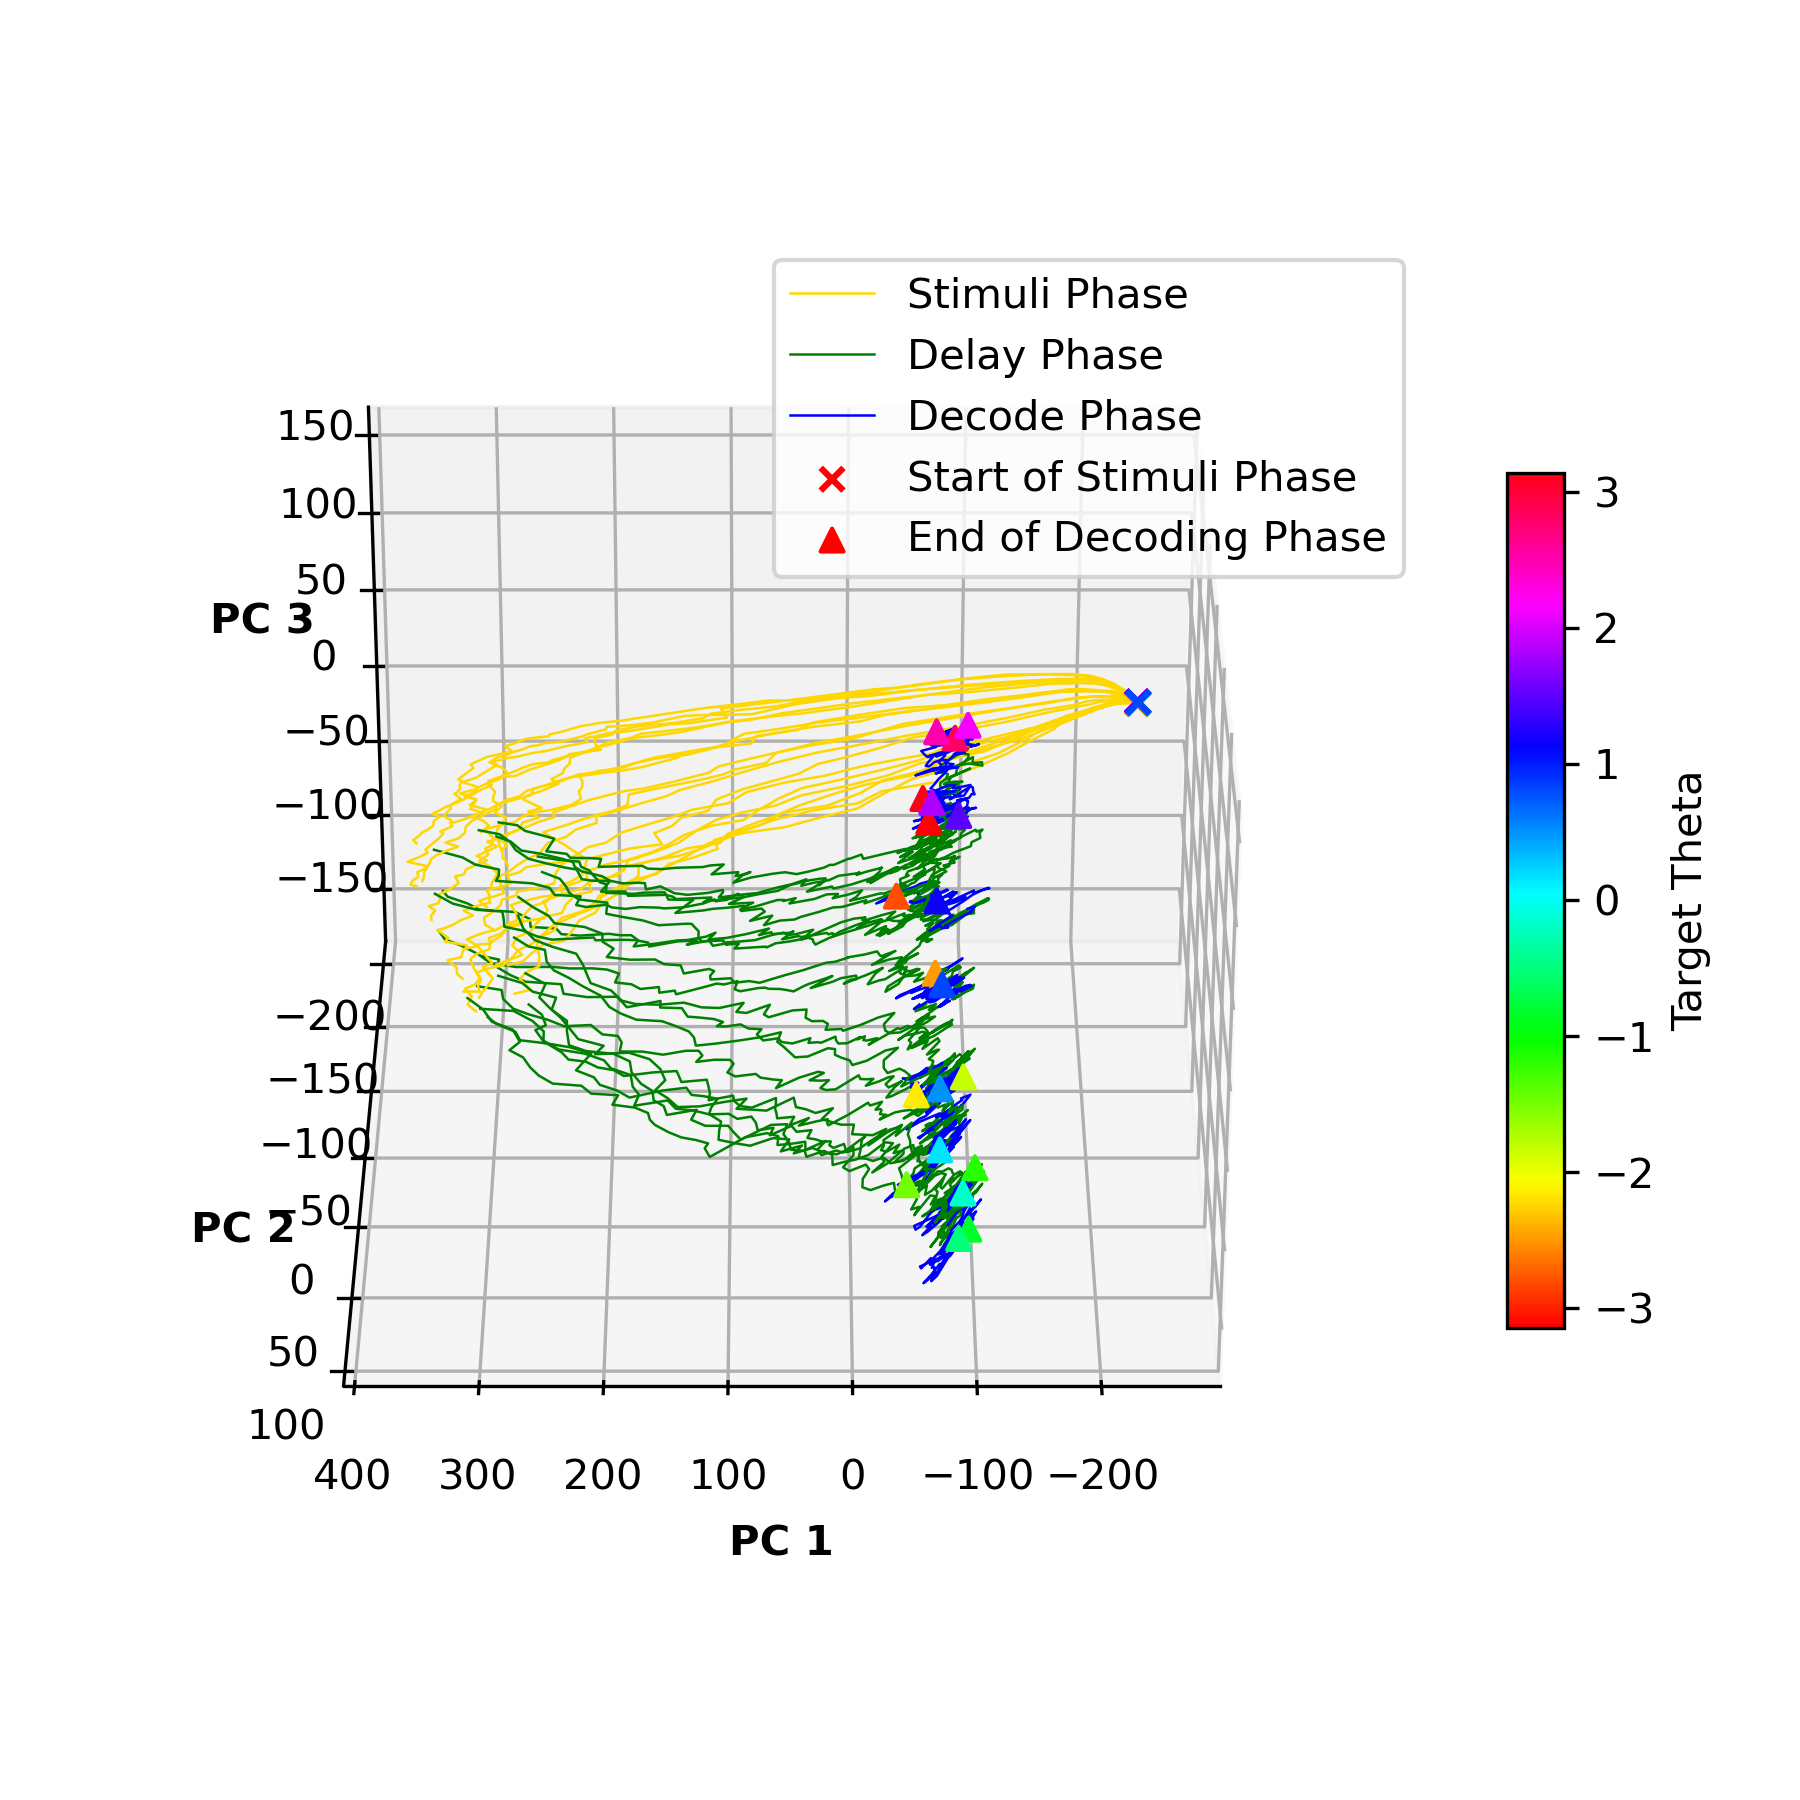 Stimuli Phase
Delay Phase
Decode Phase
Start of Stimuli Phase
End of Decoding Phase
150
100
50
PC 3
0
−50
−100
−150
−200
−150
−100
−50
PC 2
0
50
100
400 300 200 100 0 −100 −200
PC 1
3
2
1
0
−1
−2
−3
Target Theta